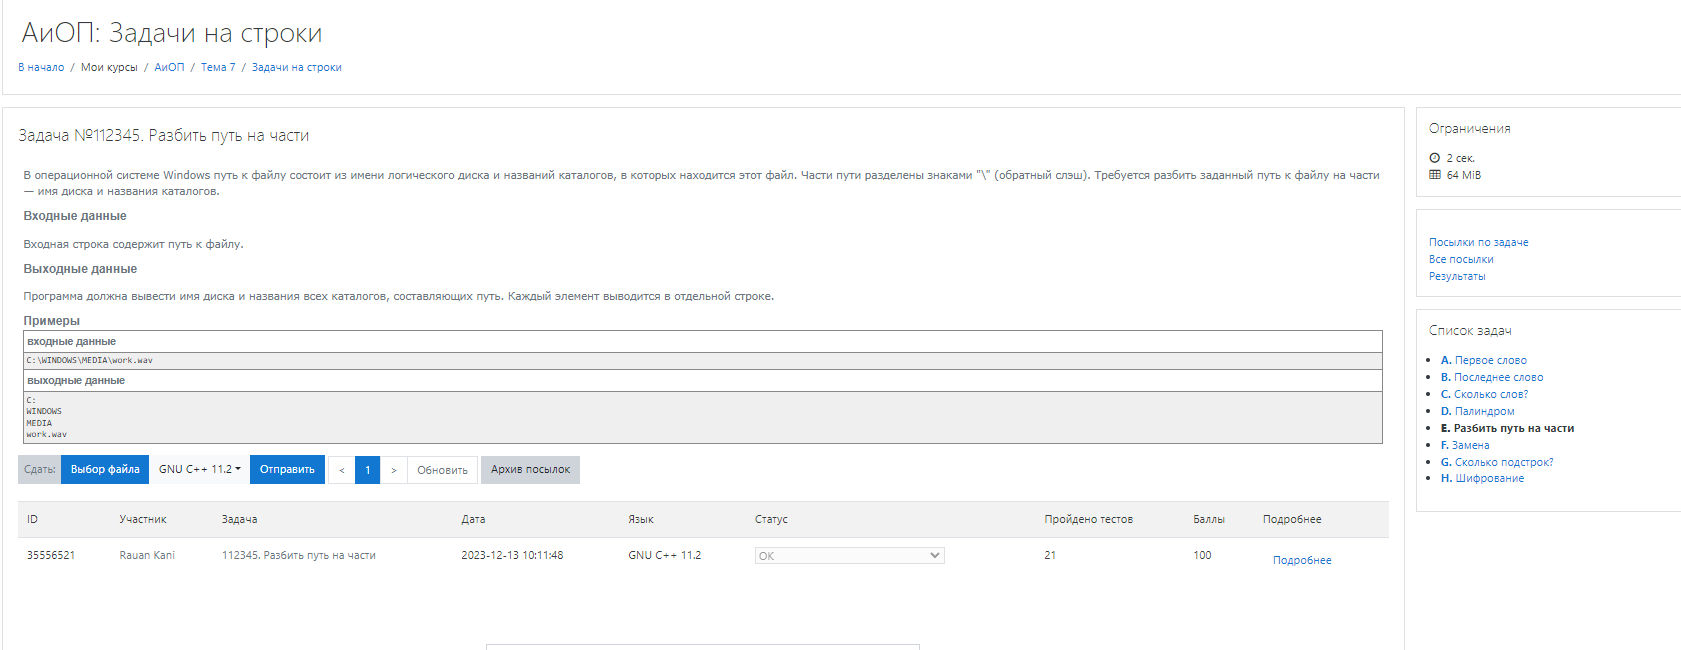 АиОП: Задачи на строки
В начало / Мои курсы / АиОП / Тема 7 / Задачи на строки
Задача №112345. Разбить путь на части
В операционной системе Windows путь к файлу состоит из имени логического диска и названий каталогов, в которых находится этот файл. Части пути разделены знаками "\" (обратный слэш). Требуется разбить заданный путь к файлу на части
— имя диска и названия каталогов.
Входные данные
Входная строка содержит путь к файлу.
Выходные данные
Программа должна вывести имя диска и названия всех каталогов, составляющих путь. Каждый элемент выводится в отдельной строке.
Примеры
входные данные
C:\WINDOWS\MEDIA\work.wav
выходные данные
C:
WINDOWS
MEDIA
work.wav
Сдать: Выбор файла GNU C++ 11.2 Отправить < 1 > Обновить Архив посылок
ID Участник Задача Дата Язык Статус Пройдено тестов Баллы Подробнее
35556521 Rauan Kani 112345. Разбить путь на части 2023-12-13 10:11:48 GNU C++ 11.2 OK 21 100 Подробнее
Ограничения
2 сек.
64 MiB
Посылки по задаче
Все посылки
Результаты
Список задач
A. Первое слово
B. Последнее слово
C. Сколько слов?
D. Палиндром
E. Разбить путь на части
F. Замена
G. Сколько подстрок?
H. Шифрование